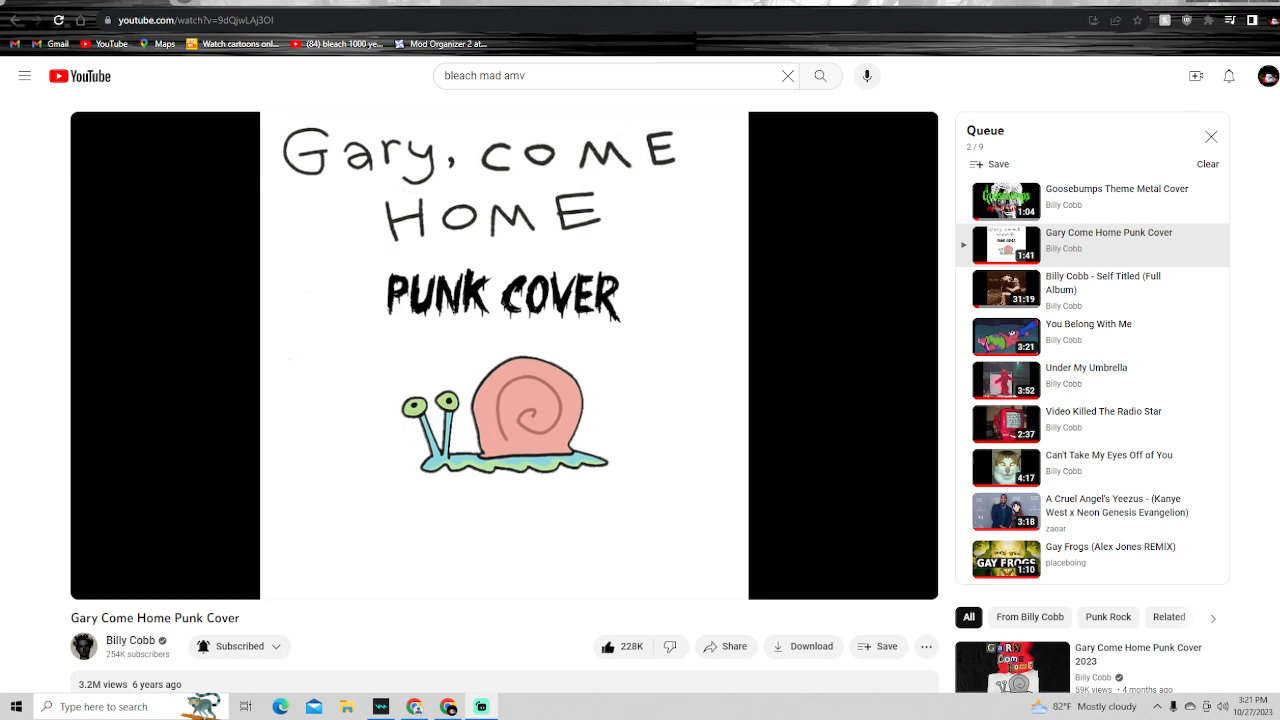 youtube.com/watch?v=9dQjwLAj3OI
Gmail
YouTube
Maps
Watch cartoons onl...
(84) bleach 1000 ye...
Mod Organizer 2 at...
YouTube
bleach mad amv
Gary, COME
HOME
PUNK COVER
Queue
2 / 9
Save
Clear
1:04
Goosebumps Theme Metal Cover
Billy Cobb
1:41
Gary Come Home Punk Cover
Billy Cobb
31:19
Billy Cobb - Self Titled (Full
Album)
Billy Cobb
3:21
You Belong With Me
Billy Cobb
3:52
Under My Umbrella
Billy Cobb
2:37
Video Killed The Radio Star
Billy Cobb
4:17
Can't Take My Eyes Off of You
Billy Cobb
3:18
A Cruel Angel's Yeezus - (Kanye
West x Neon Genesis Evangelion)
zaear
GAY FROGS
1:10
Gay Frogs (Alex Jones REMIX)
placeboing
Gary Come Home Punk Cover
Billy Cobb
254K subscribers
Subscribed
228K
Share
Download
Save
3.2M views 6 years ago
All
From Billy Cobb
Punk Rock
Related
Gary Come Home Punk Cover
2023
Billy Cobb
59K views • 4 months ago
Type here to search
82°F Mostly cloudy
3:21 PM
10/27/2023